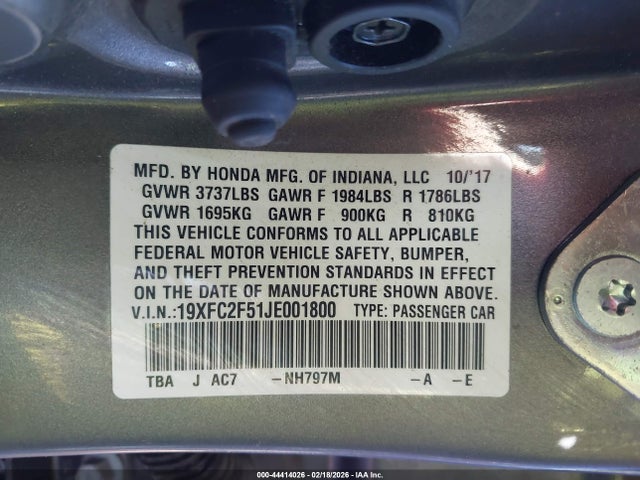 MFD. BY HONDA MFG. OF INDIANA, LLC 10/'17
GVWR 3737LBS GAWR F 1984LBS R 1786LBS
GVWR 1695KG GAWR F 900KG R 810KG
THIS VEHICLE CONFORMS TO ALL APPLICABLE
FEDERAL MOTOR VEHICLE SAFETY, BUMPER,
AND THEFT PREVENTION STANDARDS IN EFFECT
ON THE DATE OF MANUFACTURE SHOWN ABOVE.
V.I.N.:19XFC2F51JE001800 TYPE: PASSENGER CAR
TBA J AC7 -NH797M -A -E
000-44414026 - 02/18/2026 - IAA Inc.